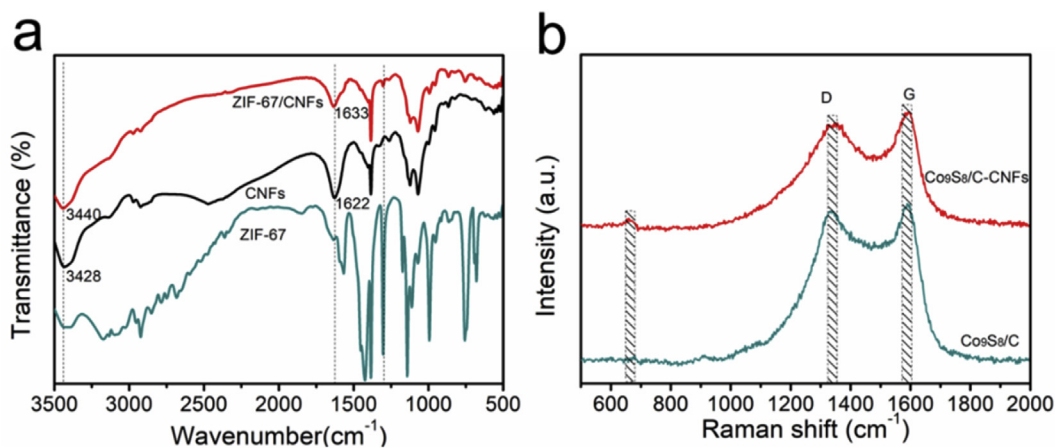 a
b
Transmittance (%)
ZIF-67/CNFs
1633
3440
CNFs
1622
3428
ZIF-67
3500 3000 2500 2000 1500 1000 500
Wavenumber(cm⁻¹)
Intensity (a.u.)
D G
Co₉S₈/C-CNFs
Co₉S₈/C
600 800 1000 1200 1400 1600 1800 2000
Raman shift (cm⁻¹)